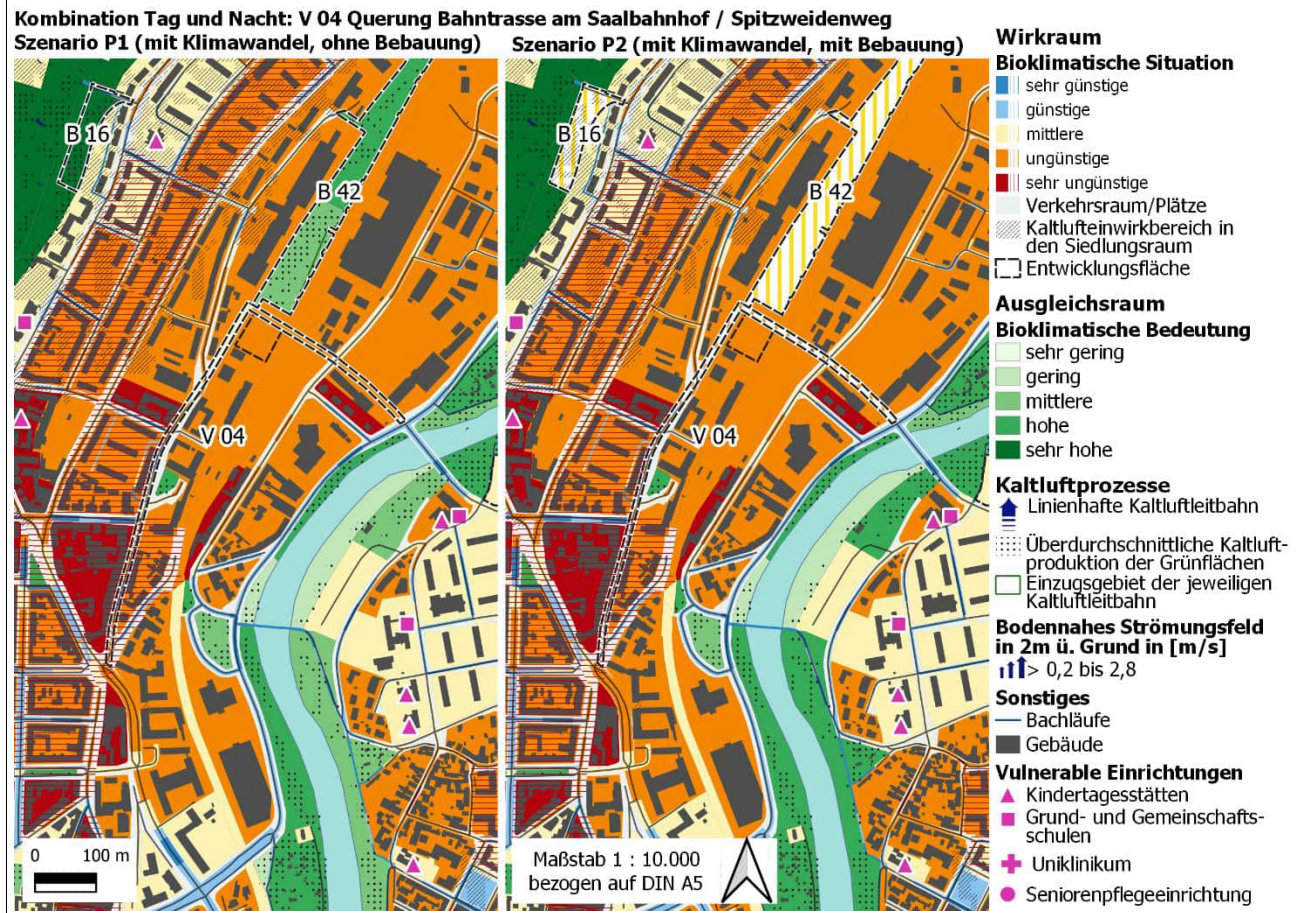 Kombination Tag und Nacht: V 04 Querung Bahntrasse am Saalbahnhof / Spitzweidenweg
Szenario P1 (mit Klimawandel, ohne Bebauung)
Szenario P2 (mit Klimawandel, mit Bebauung)
B 16
B 42
V 04
0 100 m
B 16
B 42
V 04
Maßstab 1 : 10.000
bezogen auf DIN A5
Wirkraum
Bioklimatische Situation
sehr günstige
günstige
mittlere
ungünstige
sehr ungünstige
Verkehrsraum/Plätze
Kaltlufteinwirkbereich in
den Siedlungsraum
Entwicklungsfläche
Ausgleichsraum
Bioklimatische Bedeutung
sehr gering
gering
mittlere
hohe
sehr hohe
Kaltluftprozesse
Linienhafte Kaltluftleitbahn
Überdurchschnittliche Kaltluft-
produktion der Grünflächen
Einzugsgebiet der jeweiligen
Kaltluftleitbahn
Bodennahes Strömungsfeld
in 2m ü. Grund in [m/s]
> 0,2 bis 2,8
Sonstiges
Bachläufe
Gebäude
Vulnerable Einrichtungen
Kindertagesstätten
Grund- und Gemeinschafts-
schulen
Uniklinikum
Seniorenpflegeeinrichtung